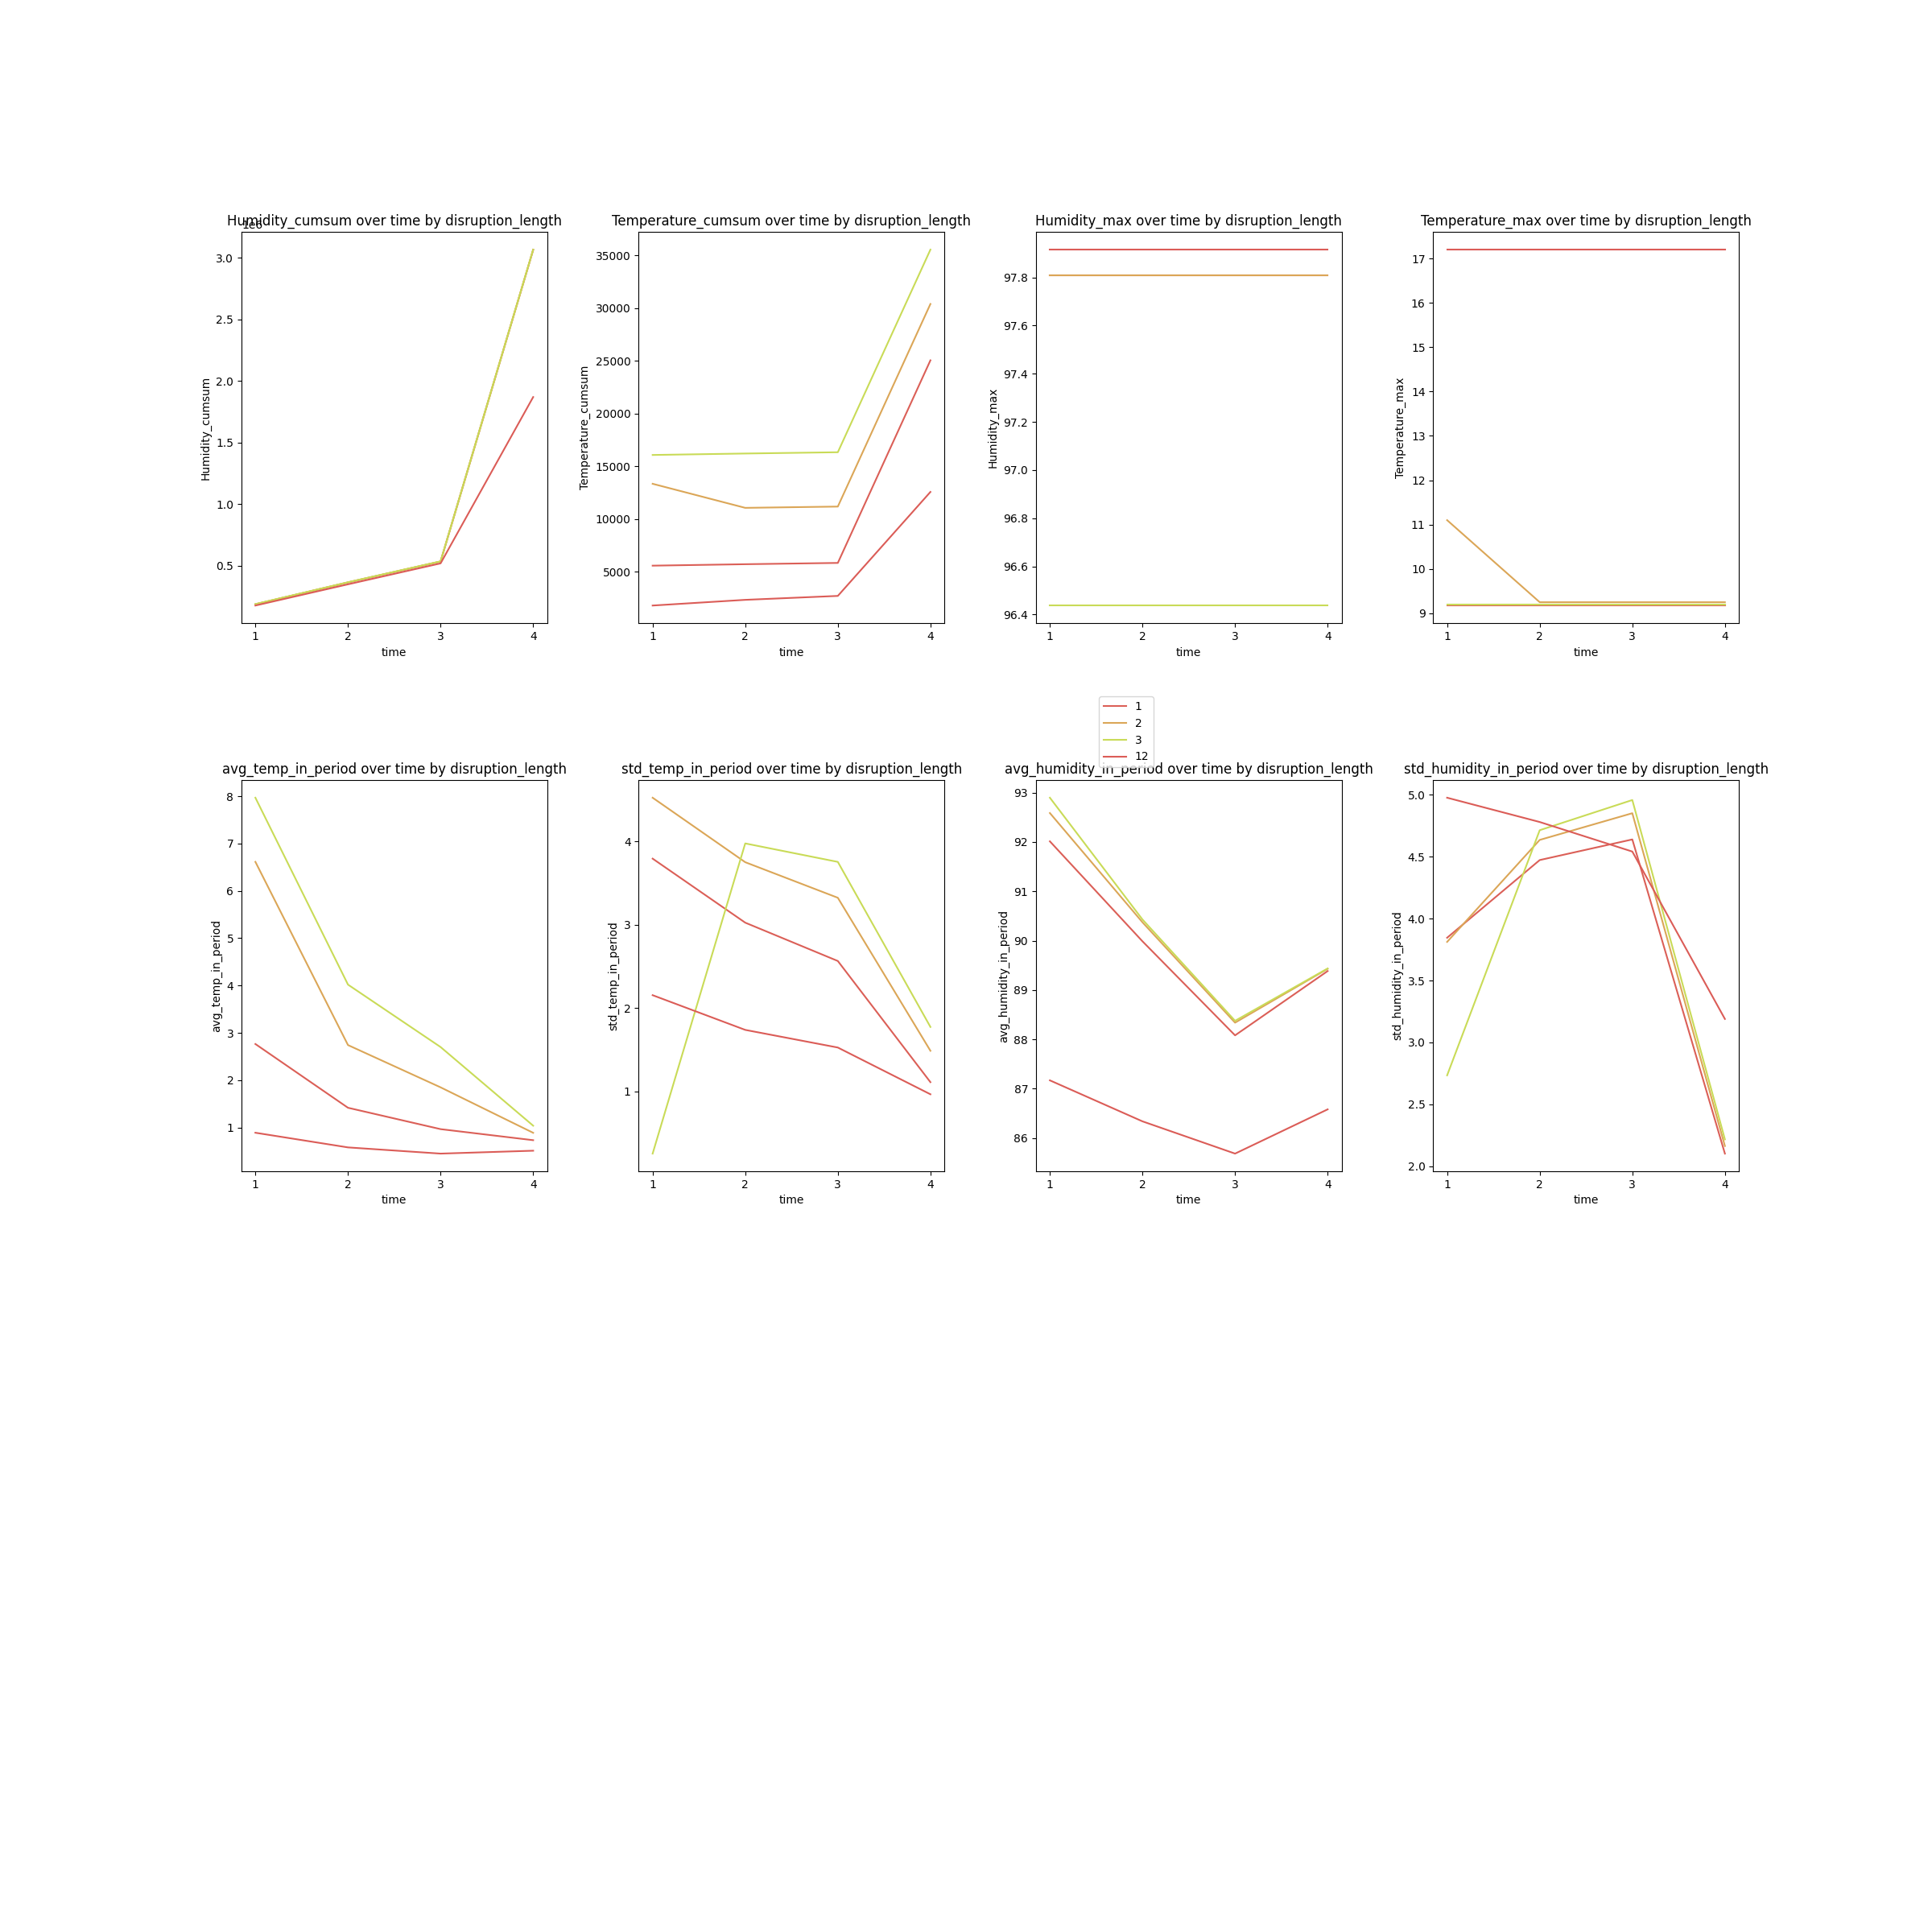 Humidity_cumsum over time by disruption_length
1e6
3.0
2.5
2.0
1.5
1.0
0.5
Humidity_cumsum
1 2 3 4
time
Temperature_cumsum over time by disruption_length
35000
30000
25000
20000
15000
10000
5000
Temperature_cumsum
1 2 3 4
time
Humidity_max over time by disruption_length
97.8
97.6
97.4
97.2
97.0
96.8
96.6
96.4
Humidity_max
1 2 3 4
time
Temperature_max over time by disruption_length
17
16
15
14
13
12
11
10
9
Temperature_max
1 2 3 4
time
1
2
3
12
avg_temp_in_period over time by disruption_length
8
7
6
5
4
3
2
1
avg_temp_in_period
1 2 3 4
time
std_temp_in_period over time by disruption_length
4
3
2
1
std_temp_in_period
1 2 3 4
time
avg_humidity_in_period over time by disruption_length
93
92
91
90
89
88
87
86
avg_humidity_in_period
1 2 3 4
time
std_humidity_in_period over time by disruption_length
5.0
4.5
4.0
3.5
3.0
2.5
2.0
std_humidity_in_period
1 2 3 4
time